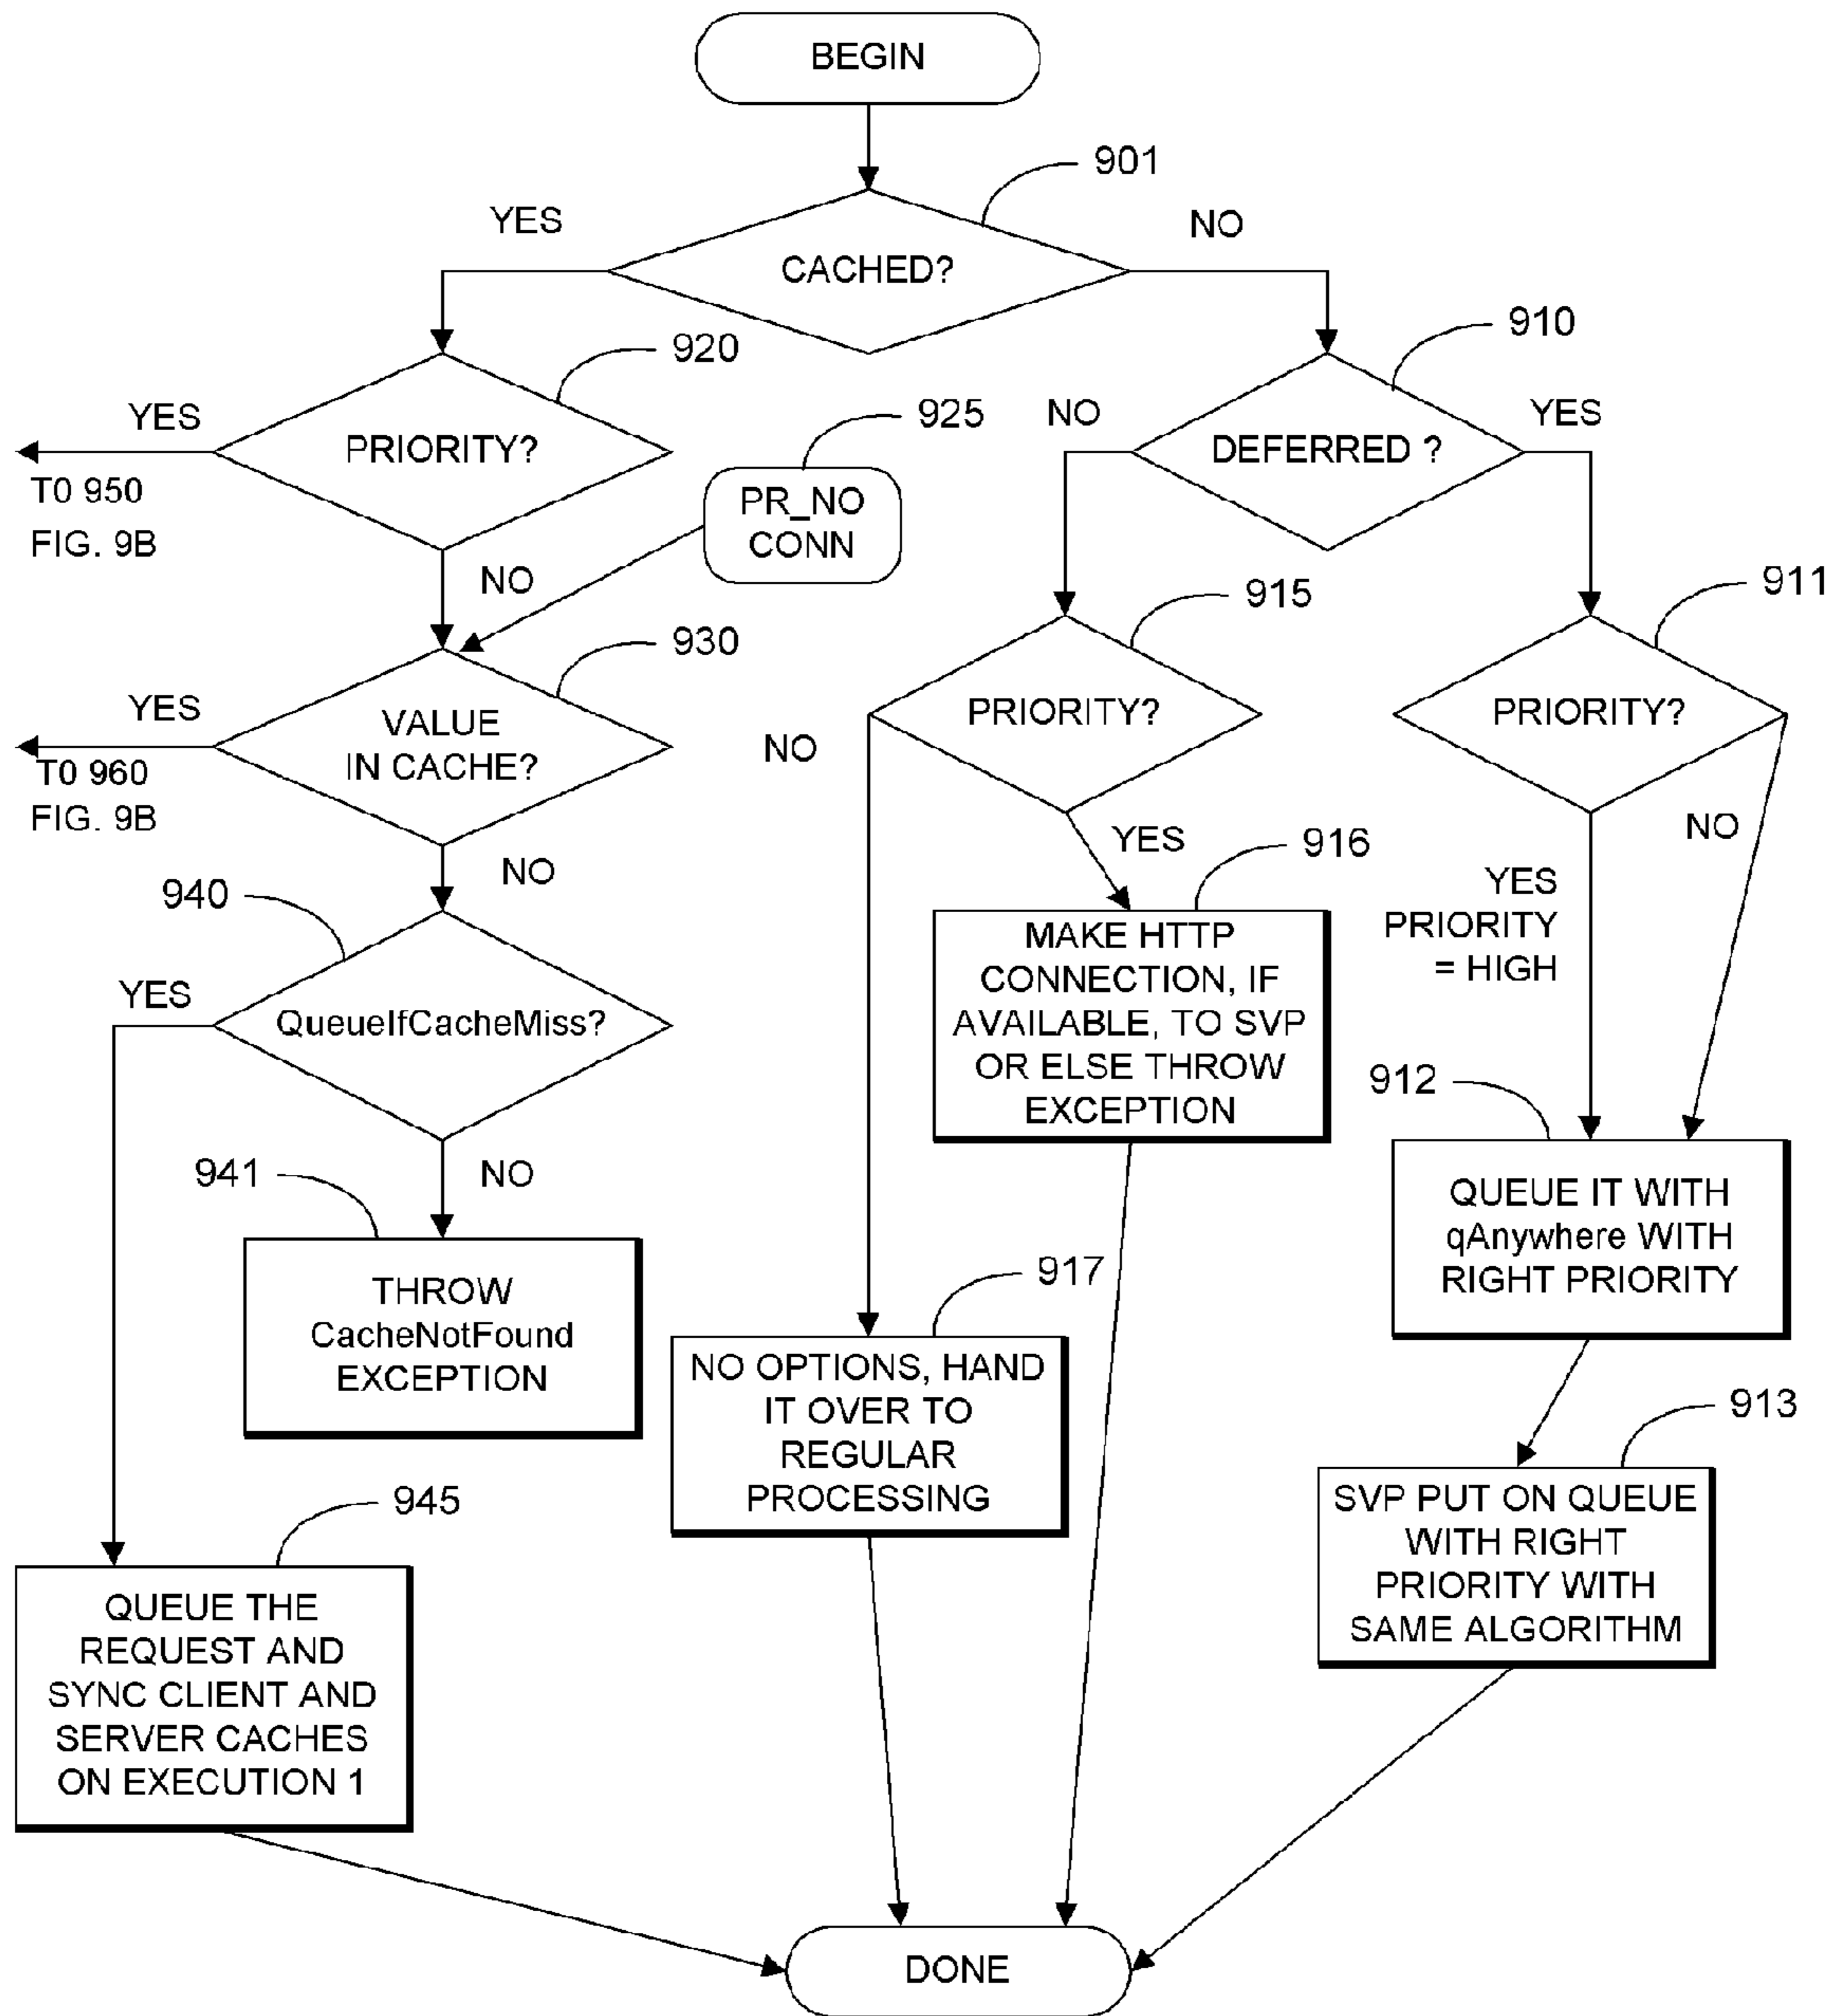 BEGIN
901
YES
NO
CACHED?
910
920
YES
PRIORITY?
925
NO
YES
DEFERRED ?
T0 950
FIG. 9B
PR_NO
CONN
NO
915
911
930
YES
VALUE
IN CACHE?
NO
PRIORITY?
PRIORITY?
T0 960
FIG. 9B
NO
YES
916
NO
940
YES
PRIORITY
= HIGH
YES
QueueIfCacheMiss?
MAKE HTTP
CONNECTION, IF
AVAILABLE, TO SVP
OR ELSE THROW
EXCEPTION
912
941
NO
QUEUE IT WITH
qAnywhere WITH
RIGHT PRIORITY
THROW
CacheNotFound
EXCEPTION
917
NO OPTIONS, HAND
IT OVER TO
REGULAR
PROCESSING
913
945
SVP PUT ON QUEUE
WITH RIGHT
PRIORITY WITH
SAME ALGORITHM
QUEUE THE
REQUEST AND
SYNC CLIENT AND
SERVER CACHES
ON EXECUTION 1
DONE